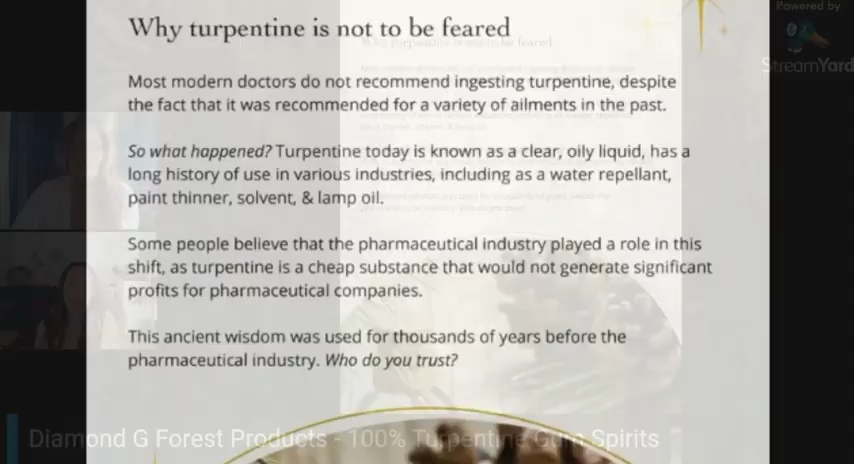 Why turpentine is not to be feared
Powered by
StreamYard
Most modern doctors do not recommend ingesting turpentine, despite
the fact that it was recommended for a variety of ailments in the past.
So what happened? Turpentine today is known as a clear, oily liquid, has a
long history of use in various industries, including as a water repellant,
paint thinner, solvent, & lamp oil.
Some people believe that the pharmaceutical industry played a role in this
shift, as turpentine is a cheap substance that would not generate significant
profits for pharmaceutical companies.
This ancient wisdom was used for thousands of years before the
pharmaceutical industry. Who do you trust?
Diamond G Forest Products - 100% Turpentine Gum Spirits